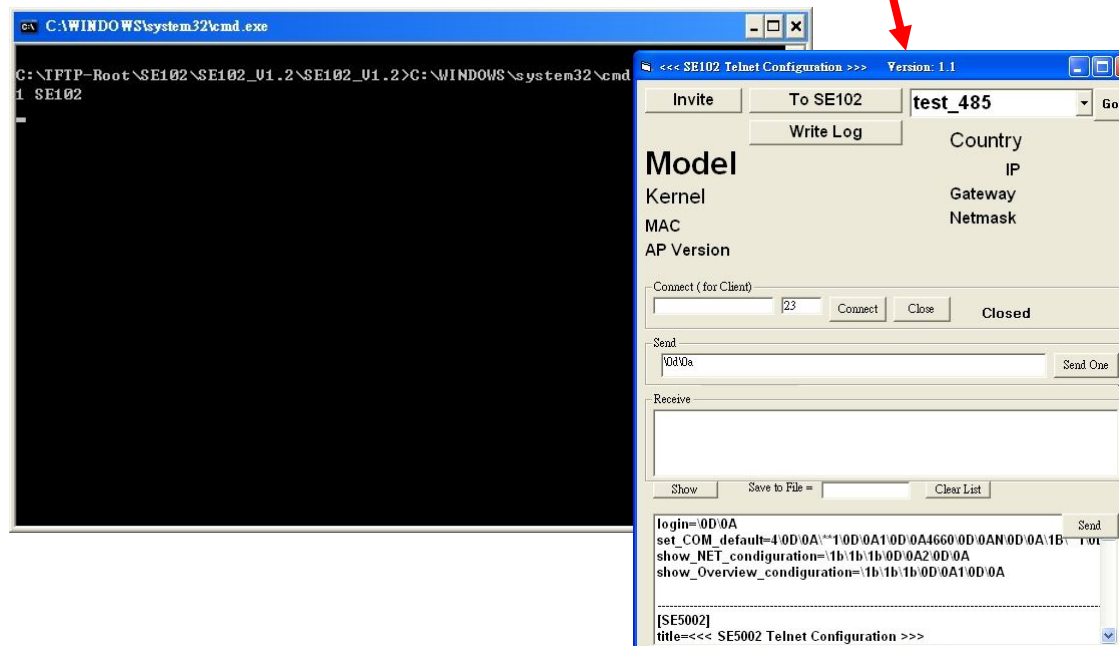 C:\WINDOWS\system32\cmd.exe
C:\TFTP-Root\SE102\SE102_V1.2\SE102_V1.2>C:\WINDOWS\system32\cmd
1 SE102
<<< SE102 Telnet Configuration >>> Version: 1.1
Invite To SE102 test_485 Go
Write Log
Country
Model
IP
Kernel
Gateway
MAC
Netmask
AP Version
Connect ( for Client)
23 Connect Close Closed
Send
\0d\0a Send One
Receive
Show Save to File = Clear List
login=\0D\0A
Send
set_COM_default=4\0D\0A\**1\0D\0A1\0D\0A4660\0D\0AN\0D\0A\1B\
show_NET_condiguration=\1b\1b\1b\0D\0A2\0D\0A
show_Overview_condiguration=\1b\1b\1b\0D\0A1\0D\0A
[SE5002]
title=<<< SE5002 Telnet Configuration >>>